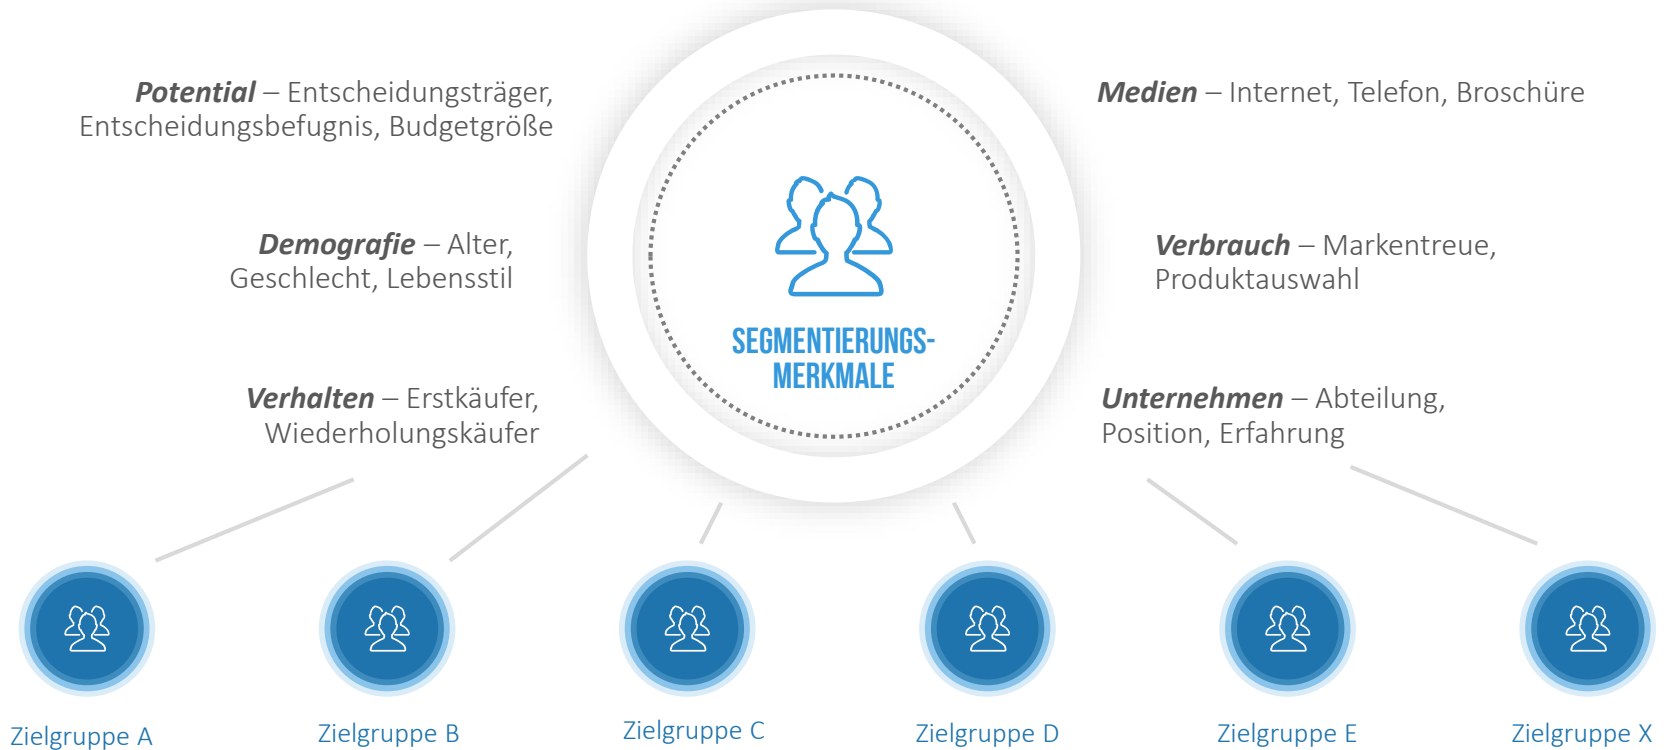 Potential – Entscheidungsträger,
Entscheidungsbefugnis, Budgetgröße
Demografie – Alter,
Geschlecht, Lebensstil
Verhalten – Erstkäufer,
Wiederholungskäufer
SEGMENTIERUNGS-
MERKMALE
Medien – Internet, Telefon, Broschüre
Verbrauch – Markentreue,
Produktauswahl
Unternehmen – Abteilung,
Position, Erfahrung
Zielgruppe A
Zielgruppe B
Zielgruppe C
Zielgruppe D
Zielgruppe E
Zielgruppe X